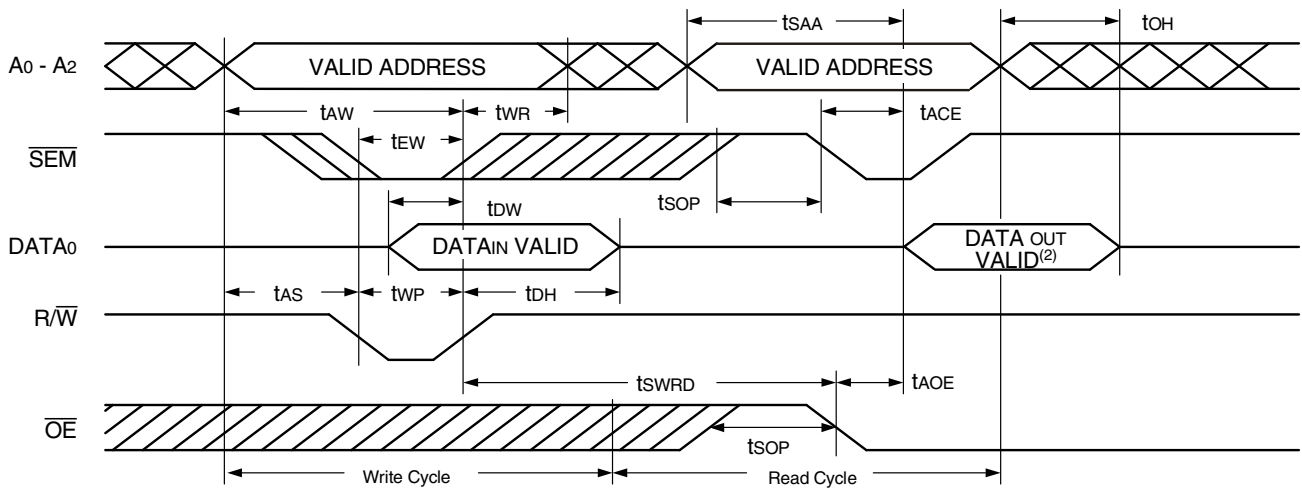 tSAA
tOH
A0 - A2
VALID ADDRESS
VALID ADDRESS
tAW
tWR
tACE
tEW
SEM
tSOP
tDW
DATA0
DATAIN VALID
DATA OUT
VALID(2)
tAS
tWP
tDH
R/W
tSWRD
tAOE
OE
tSOP
Write Cycle
Read Cycle